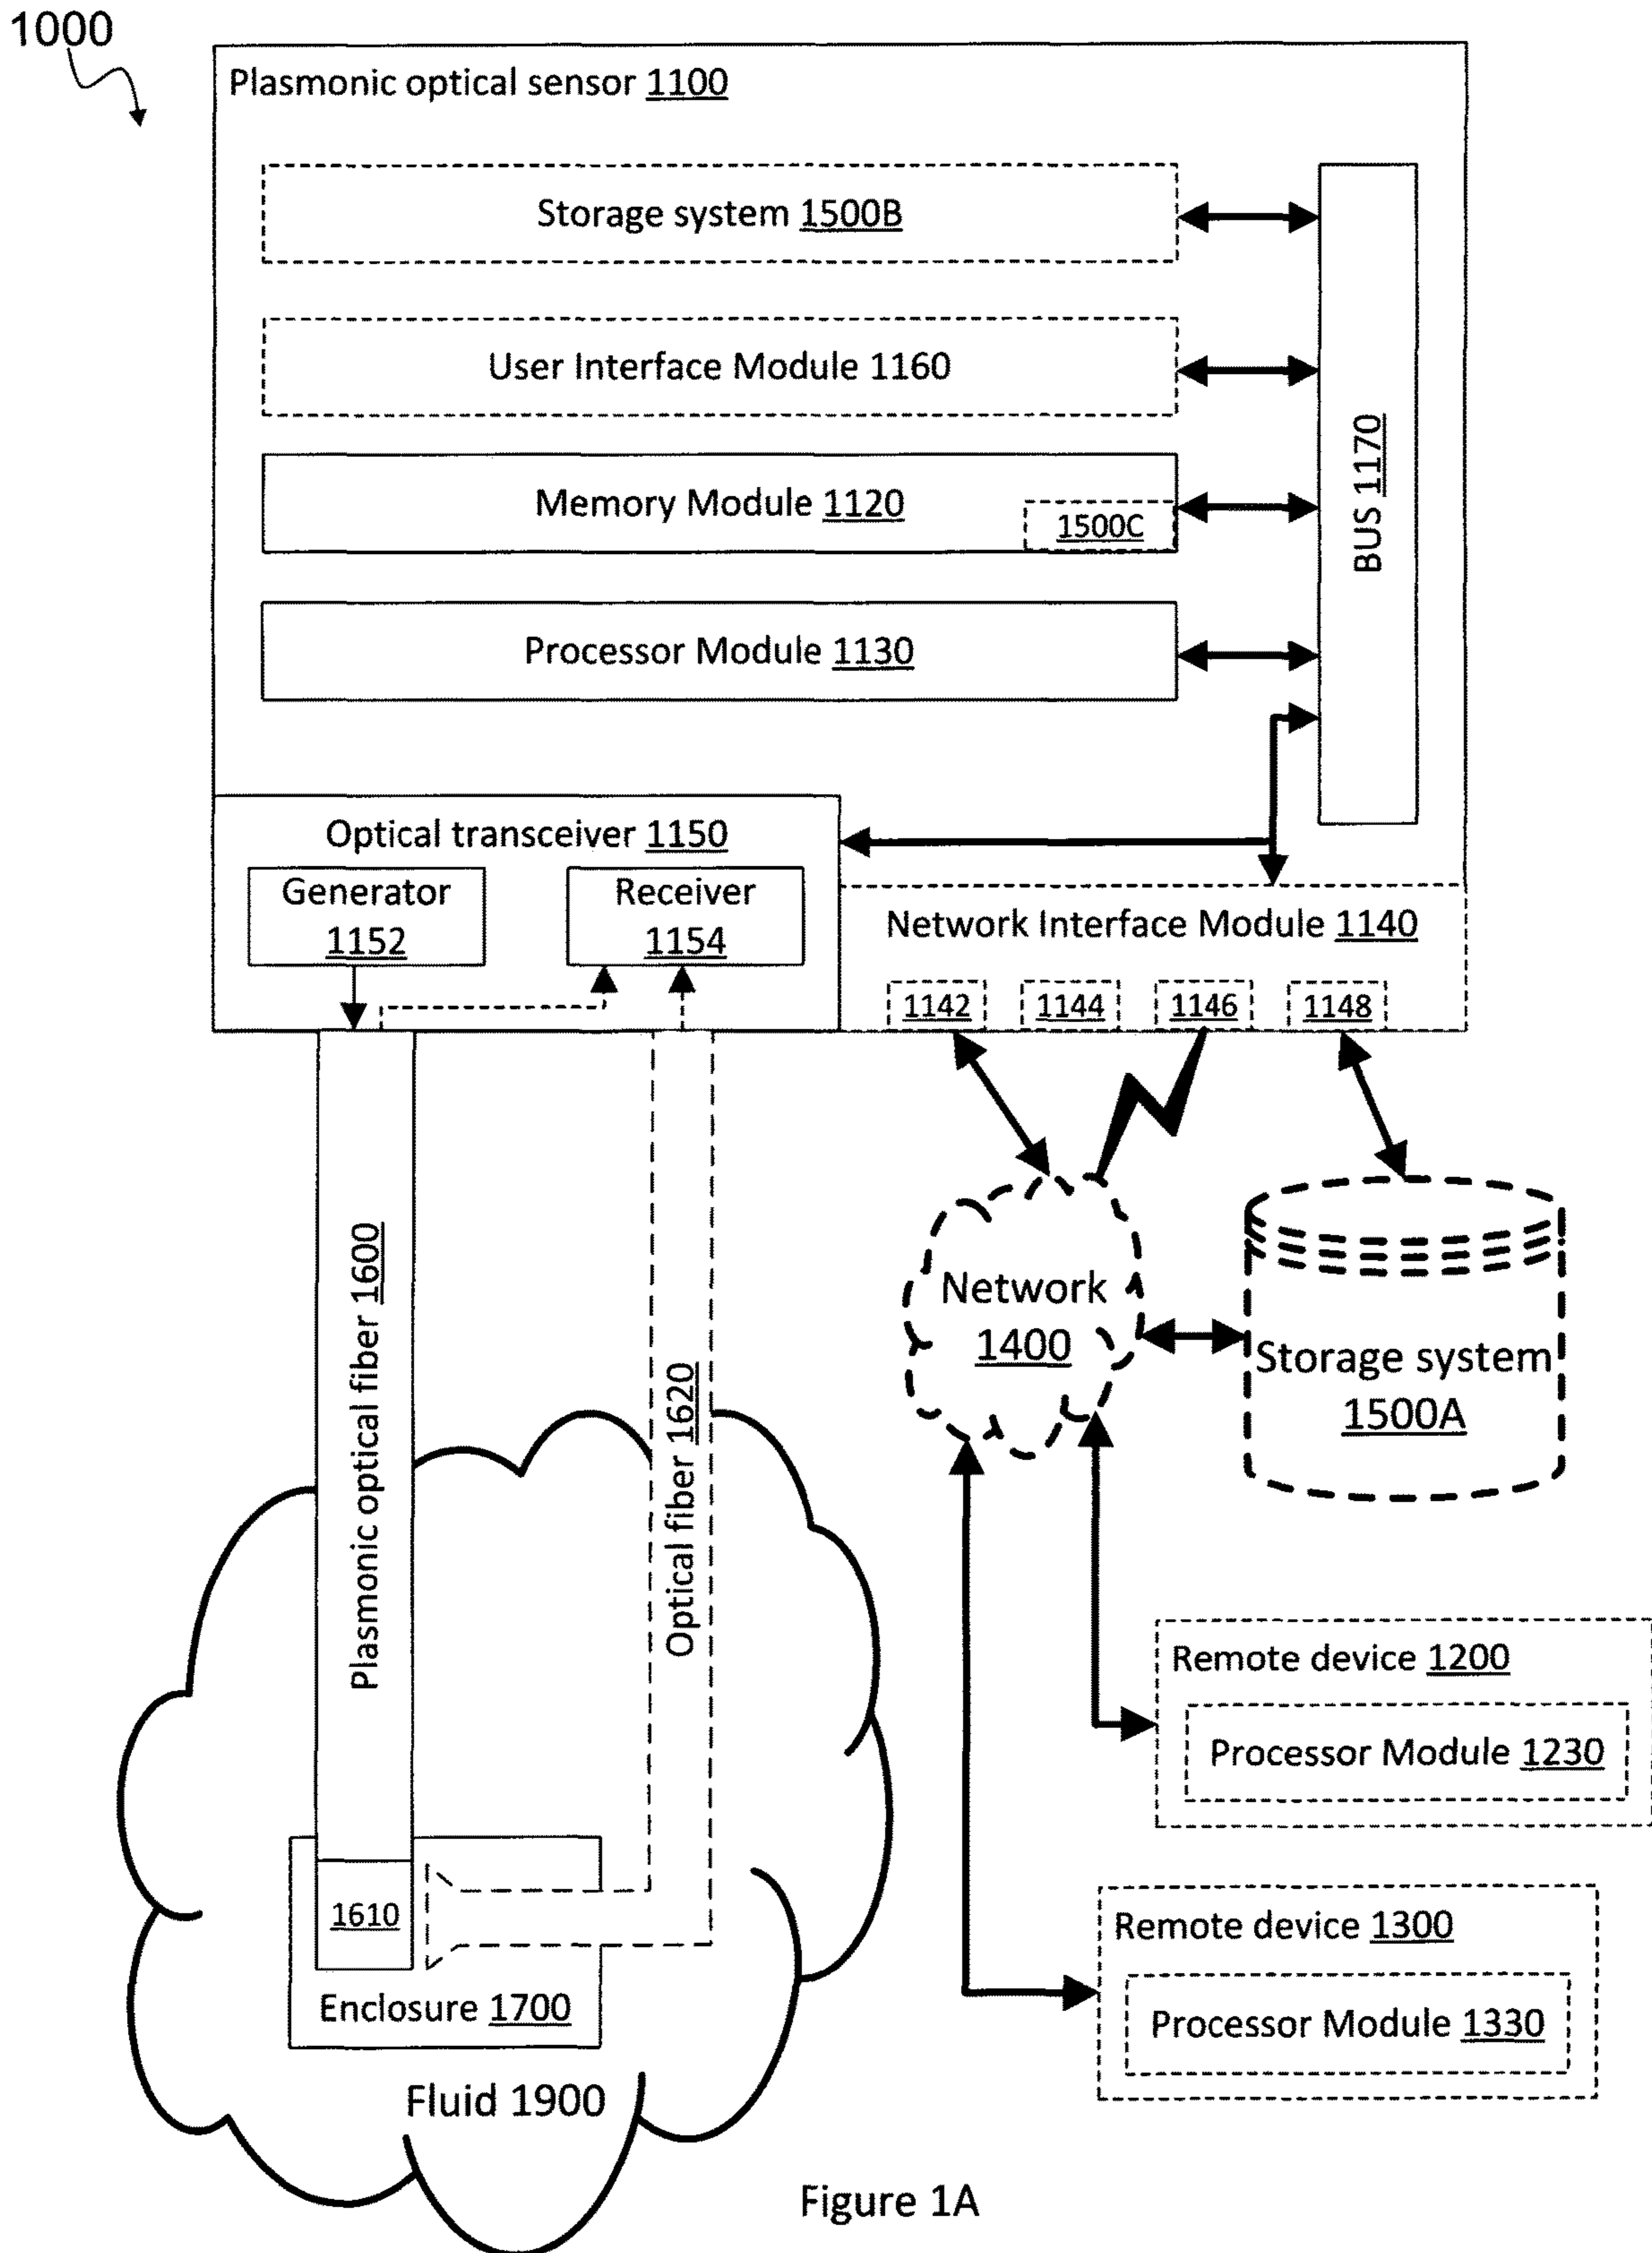 1000
Plasmonic optical sensor 1100
Storage system 1500B
User Interface Module 1160
Memory Module 1120
1500C
Processor Module 1130
BUS 1170
Optical transceiver 1150
Generator
1152
Receiver
1154
Network Interface Module 1140
1142
1144
1146
1148
Plasmonic optical fiber 1600
Optical fiber 1620
Network
1400
Storage system
1500A
Remote device 1200
Processor Module 1230
1610
Enclosure 1700
Remote device 1300
Processor Module 1330
Fluid 1900
Figure 1A